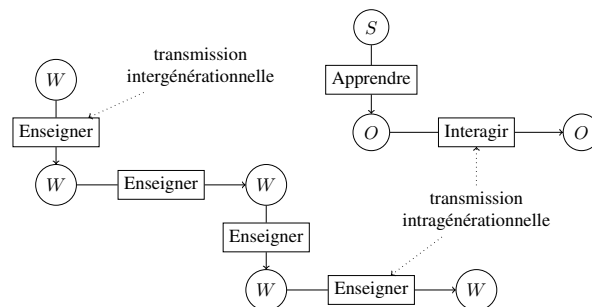 S
transmission
intergénérationnelle
W
Apprendre
Enseigner
O
Interagir
O
W
Enseigner
W
transmission
intragénérationnelle
Enseigner
W
Enseigner
W